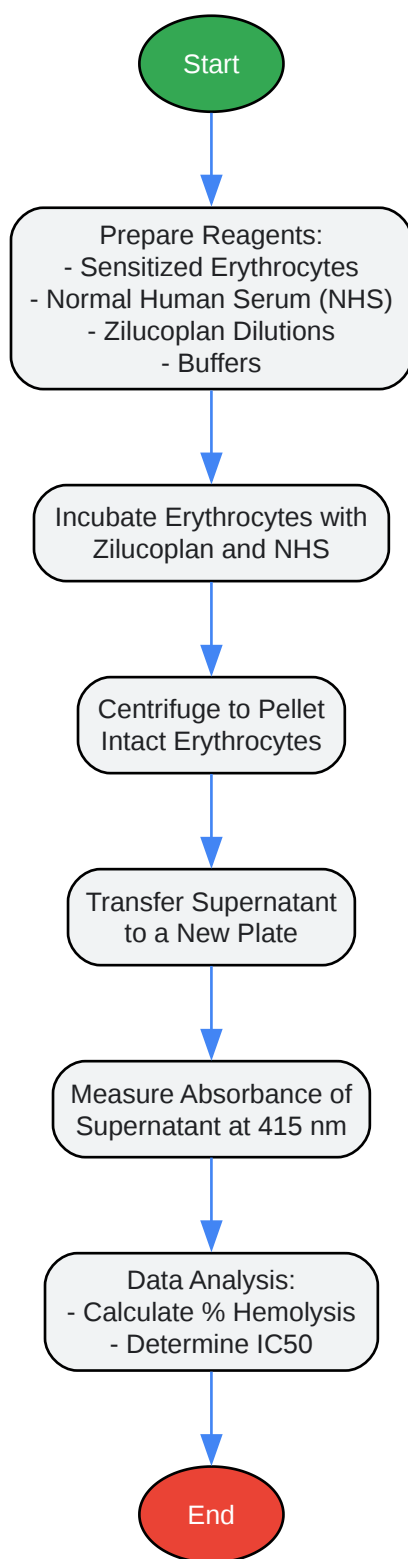 Start
Prepare Reagents:
- Sensitized Erythrocytes
- Normal Human Serum (NHS)
- Zilucoplan Dilutions
- Buffers
Incubate Erythrocytes with
Zilucoplan and NHS
Centrifuge to Pellet
Intact Erythrocytes
Transfer Supernatant
to a New Plate
Measure Absorbance of
Supernatant at 415 nm
Data Analysis:
- Calculate % Hemolysis
- Determine IC50
End